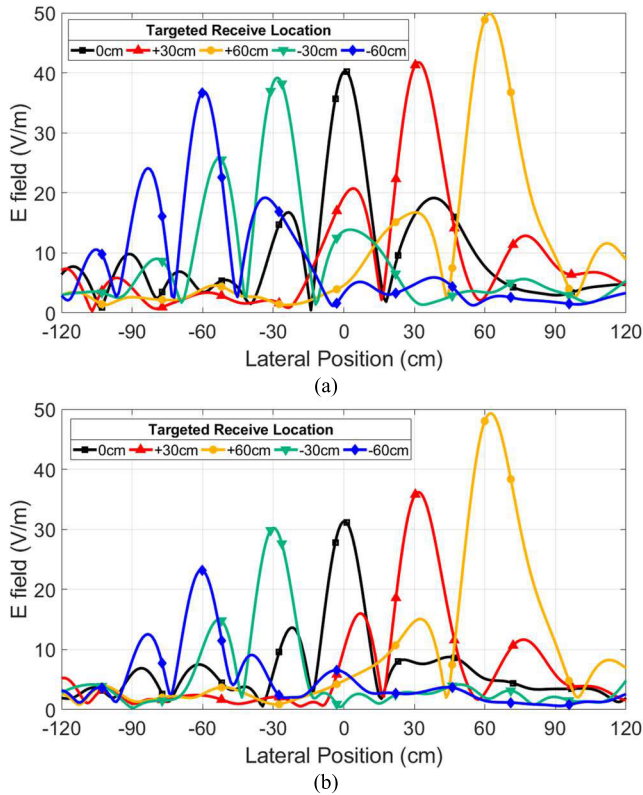 50
40
30
20
10
0
E field (V/m)
Targeted Receive Location
0cm +30cm +60cm -30cm -60cm
-120 -90 -60 -30 0 30 60 90 120
Lateral Position (cm)
(a)
50
40
30
20
10
0
E field (V/m)
Targeted Receive Location
0cm +30cm +60cm -30cm -60cm
-120 -90 -60 -30 0 30 60 90 120
Lateral Position (cm)
(b)